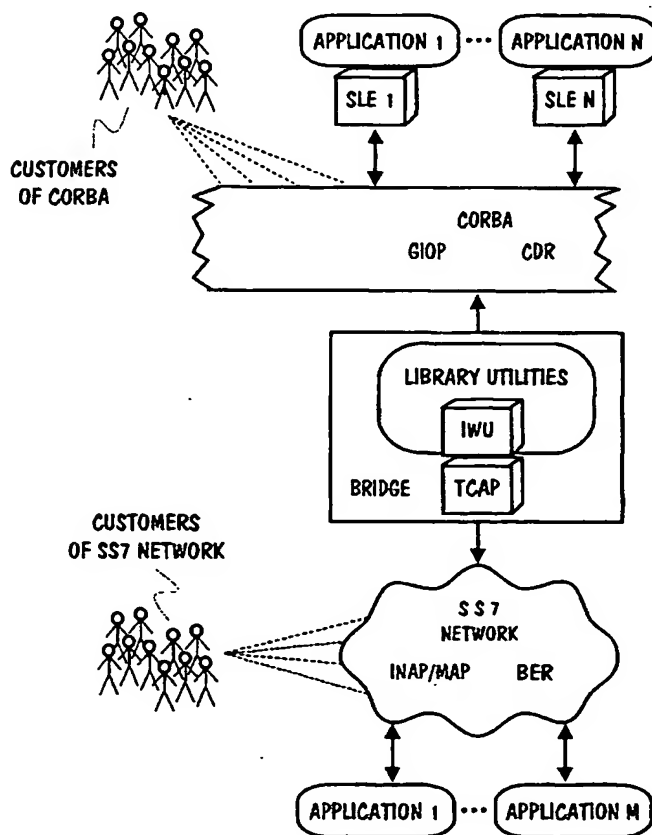 APPLICATION 1 ••• APPLICATION N
SLE 1
SLE N
CUSTOMERS
OF CORBA
CORBA
GIOP
CDR
LIBRARY UTILITIES
IWU
BRIDGE
TCAP
CUSTOMERS
OF SS7 NETWORK
SS7
NETWORK
INAP/MAP
BER
APPLICATION 1 ••• APPLICATION M